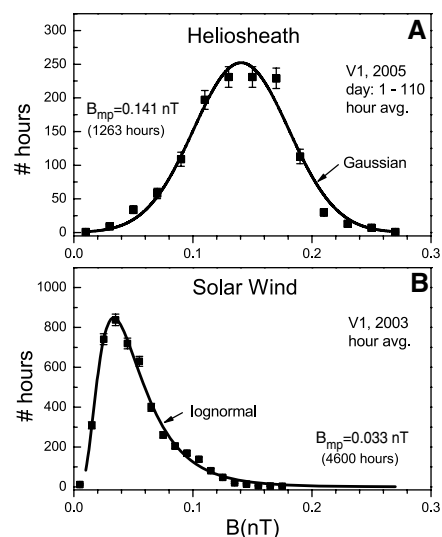 A
Heliosheath
300
250
200
150
100
50
0
# hours
B_mp=0.141 nT
(1263 hours)
V1, 2005
day: 1 - 110
hour avg.
Gaussian
0.0 0.1 0.2 0.3
B
Solar Wind
1000
800
600
400
200
0
# hours
V1, 2003
hour avg.
lognormal
B_mp=0.033 nT
(4600 hours)
0.0 0.1 0.2 0.3
B(nT)